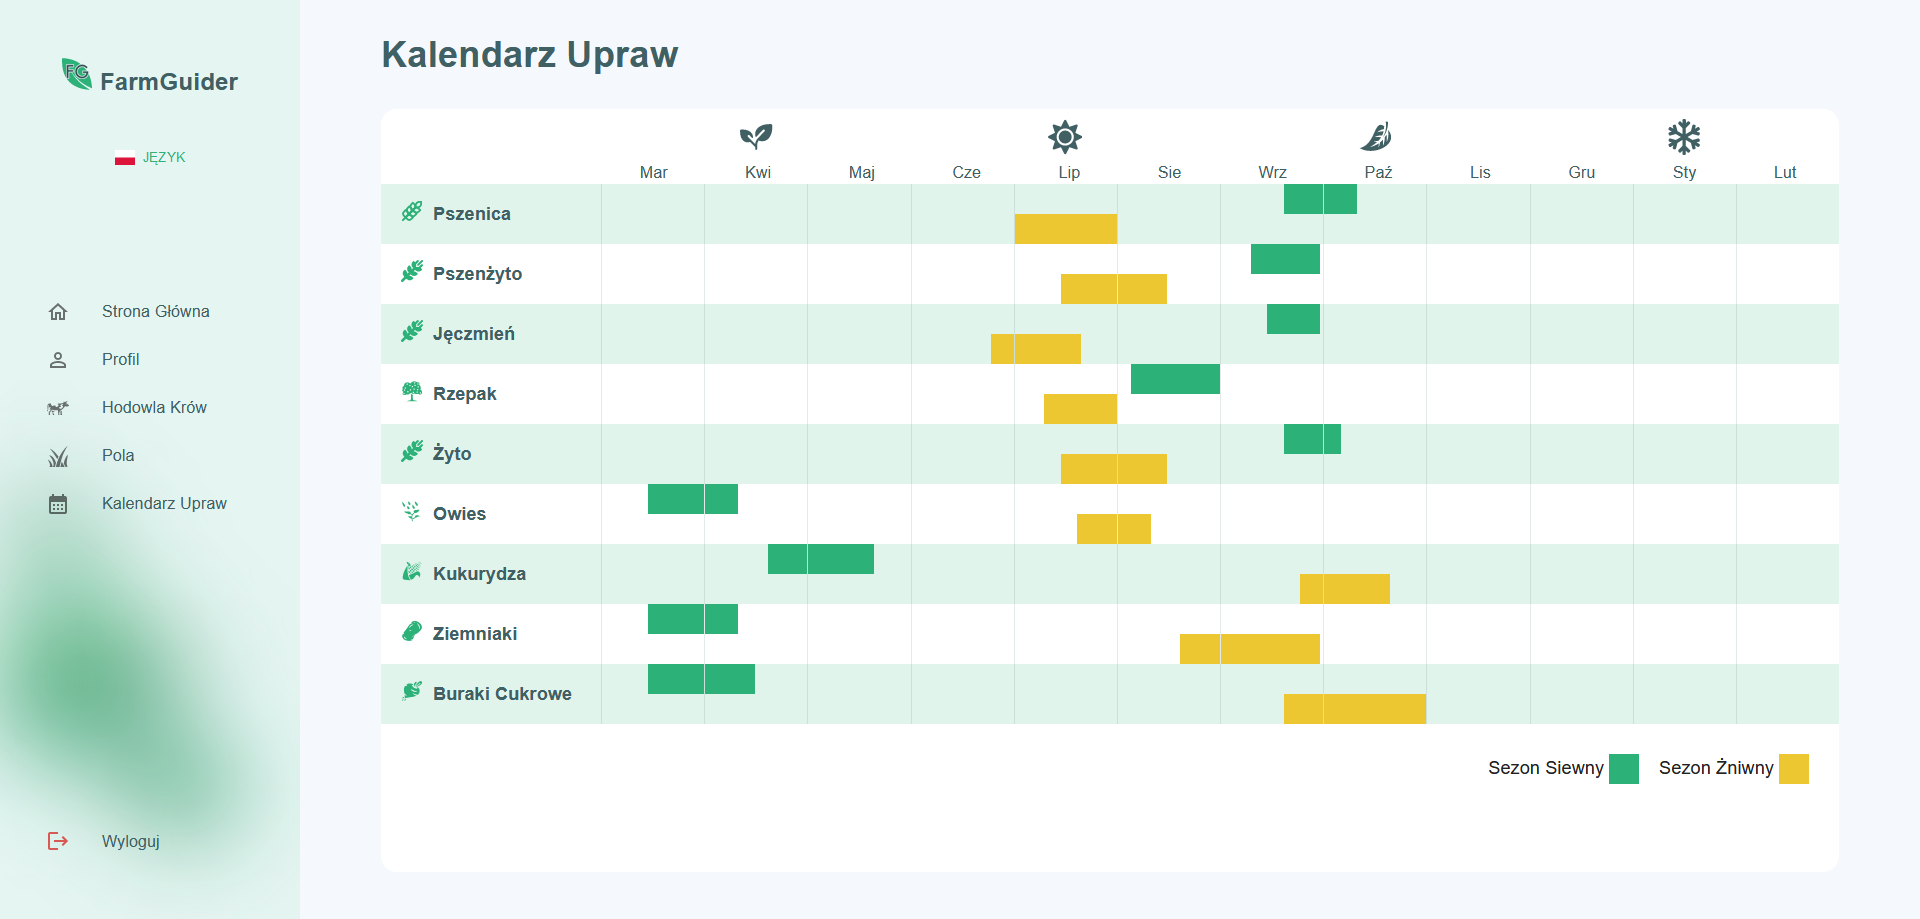 Kalendarz Upraw
FG
FarmGuider
JĘZYK
Strona Główna
Profil
Hodowla Krów
Pola
Kalendarz Upraw
Wyloguj
Mar Kwi Maj Cze Lip Sie Wrz Paź Lis Gru Sty Lut
Pszenica
Pszenżyto
Jęczmień
Rzepak
Żyto
Owies
Kukurydza
Ziemniaki
Buraki Cukrowe
Sezon Siewny Sezon Żniwny